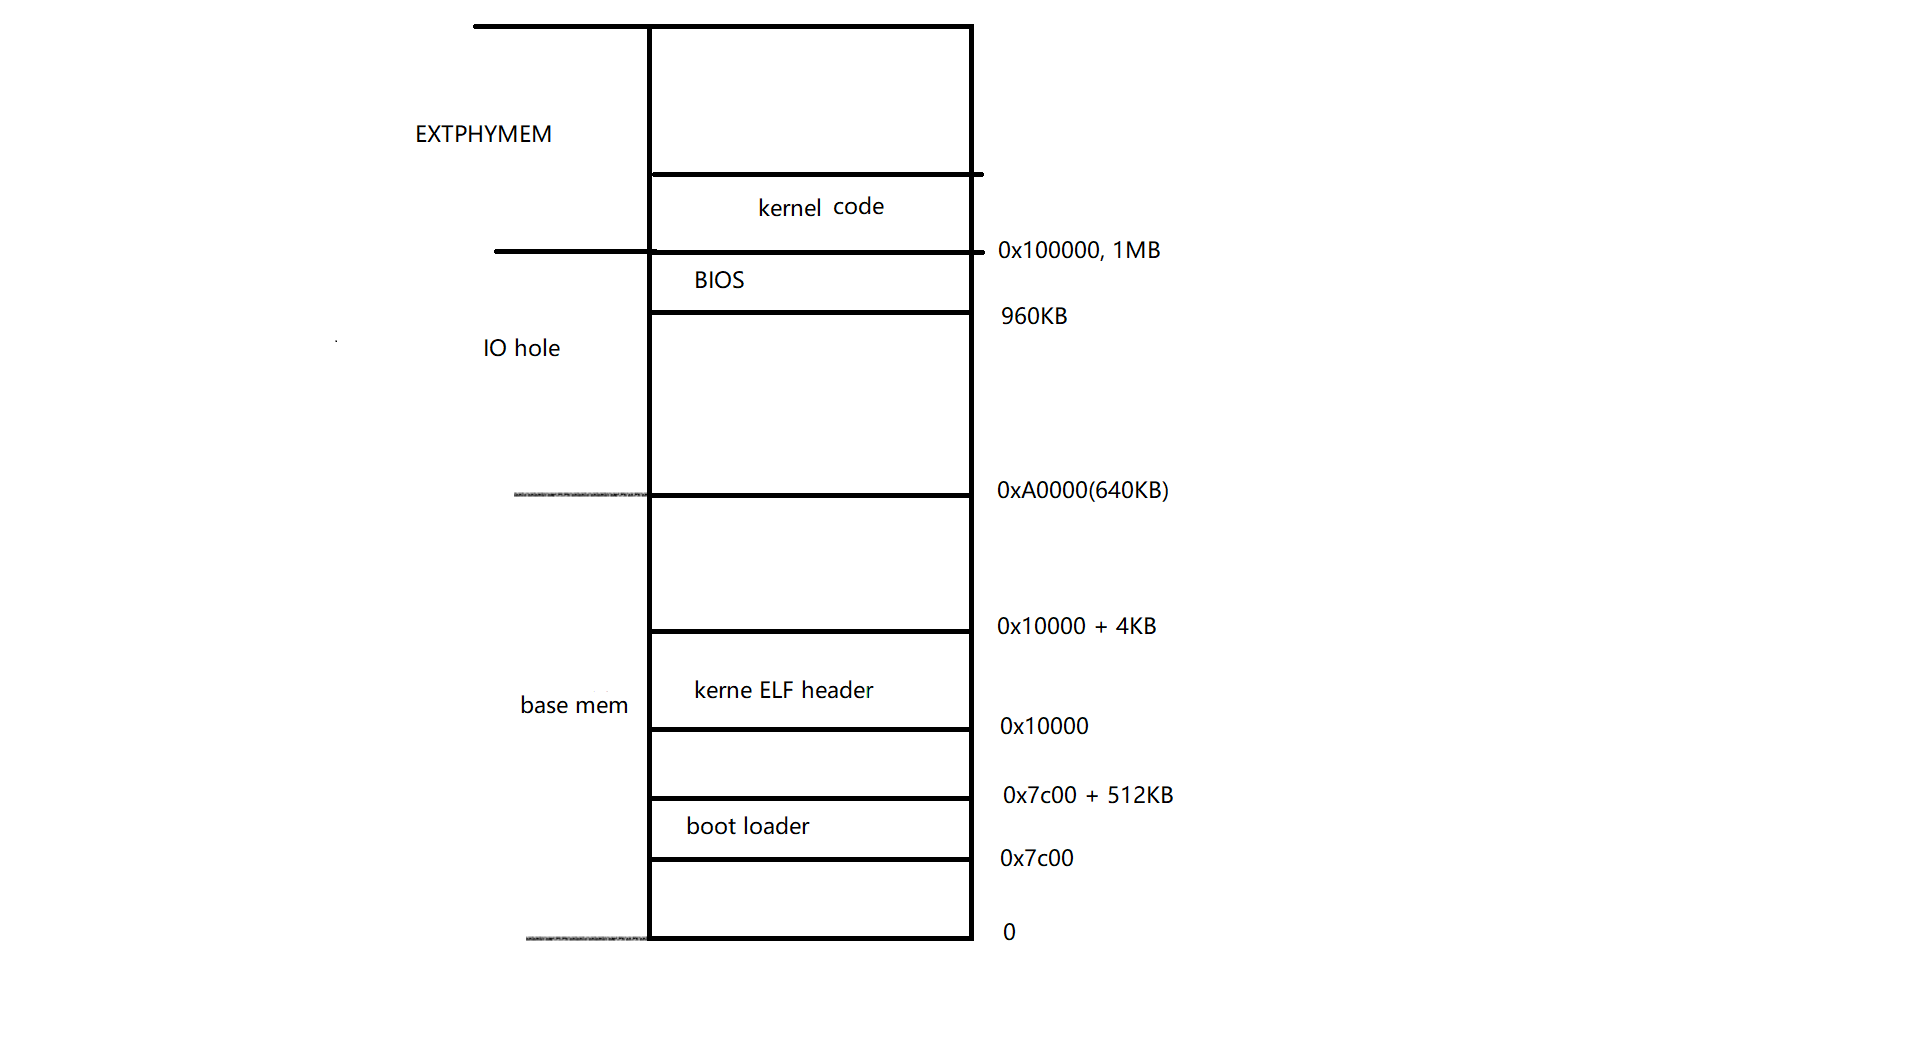 EXTPHYMEM
kernel code
0x100000, 1MB
BIOS
960KB
IO hole
0xA0000(640KB)
0x10000 + 4KB
kerne ELF header
base mem
0x10000
0x7c00 + 512KB
boot loader
0x7c00
0